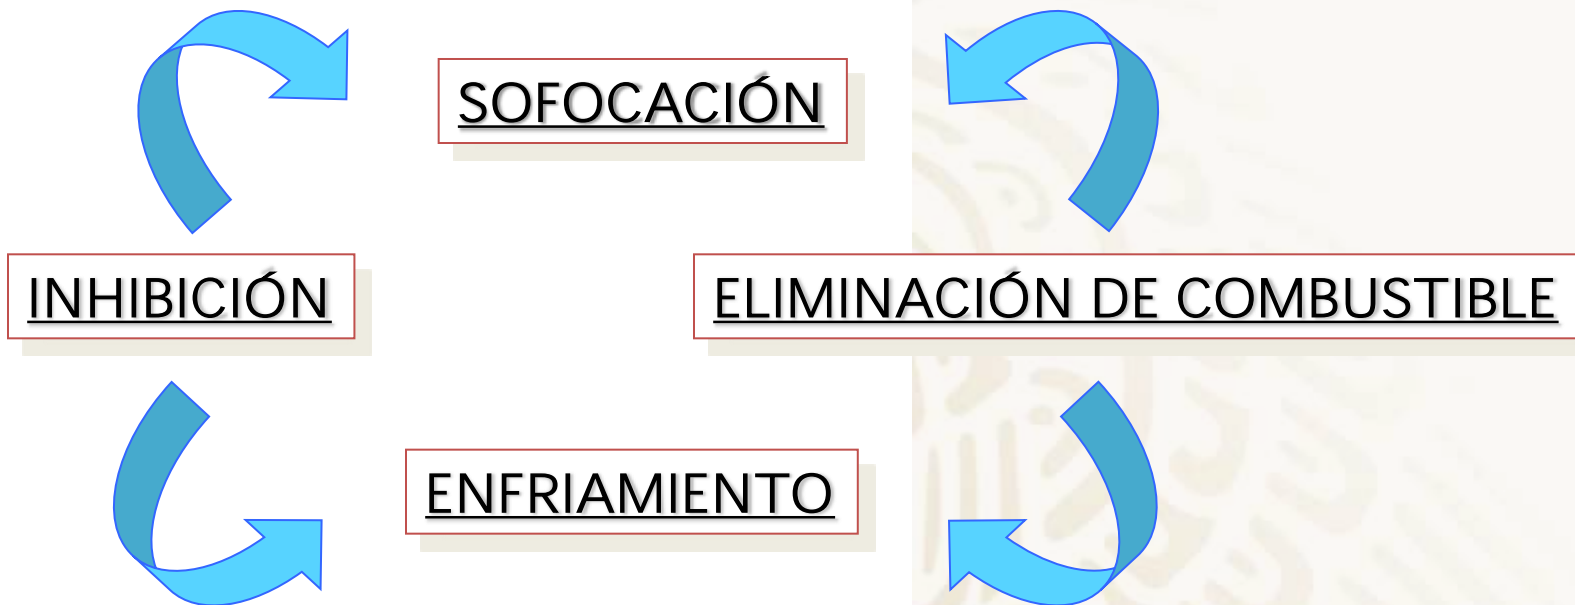 SOFOCACIÓN
INHIBICIÓN
ELIMINACIÓN DE COMBUSTIBLE
ENFRIAMIENTO